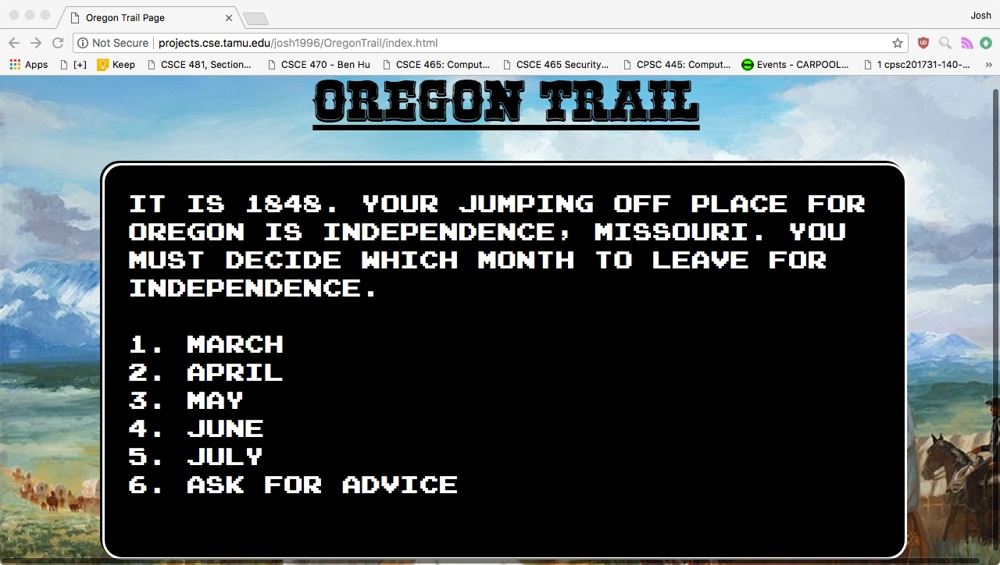 Oregon Trail Page
Josh
Not Secure | projects.cse.tamu.edu/josh1996/OregonTrail/index.html
Apps [+] Keep CSCE 481, Section... CSCE 470 - Ben Hu CSCE 465: Comput... CSCE 465 Security... CPSC 445: Comput... Events - CARPOOL... 1 cpsc201731-140-... »
OREGON TRAIL
IT IS 1848. YOUR JUMPING OFF PLACE FOR
OREGON IS INDEPENDENCE, MISSOURI. YOU
MUST DECIDE WHICH MONTH TO LEAVE FOR
INDEPENDENCE.
1. MARCH
2. APRIL
3. MAY
4. JUNE
5. JULY
6. ASK FOR ADVICE